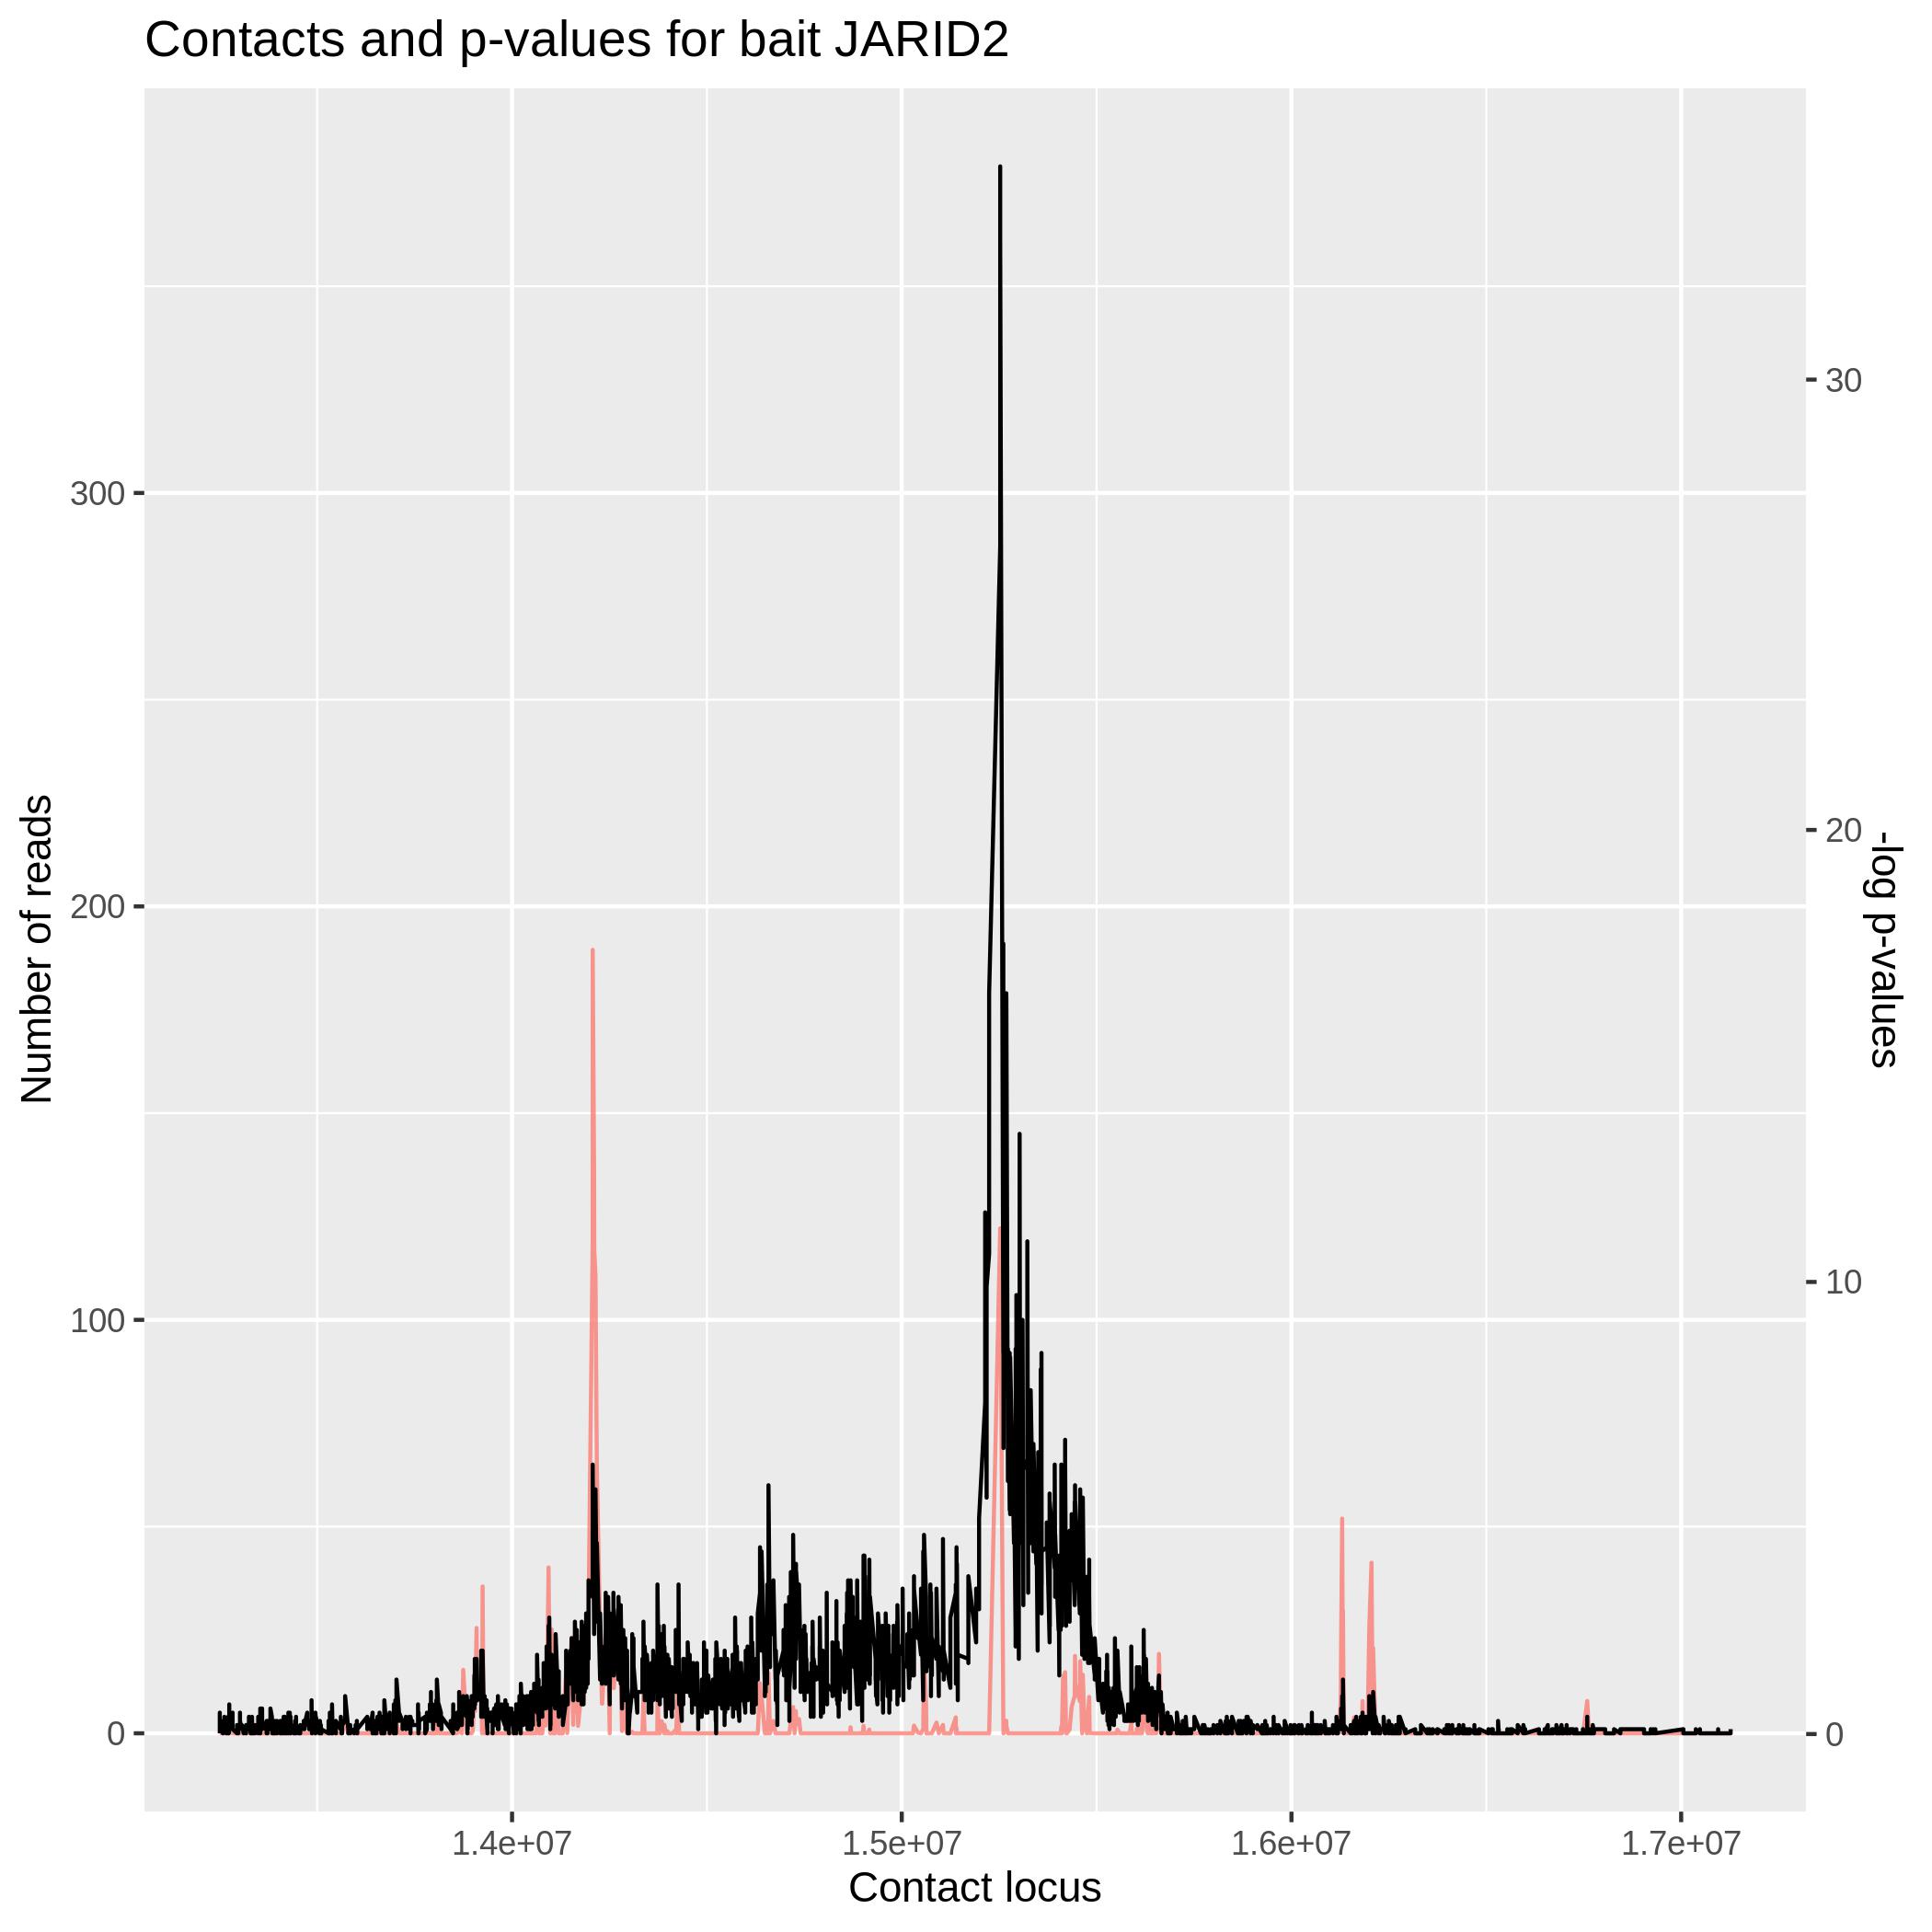 Contacts and p-values for bait JARID2
Number of reads
300
200
100
0
30
20
10
0
-log p-values
1.4e+07
1.5e+07
1.6e+07
1.7e+07
Contact locus